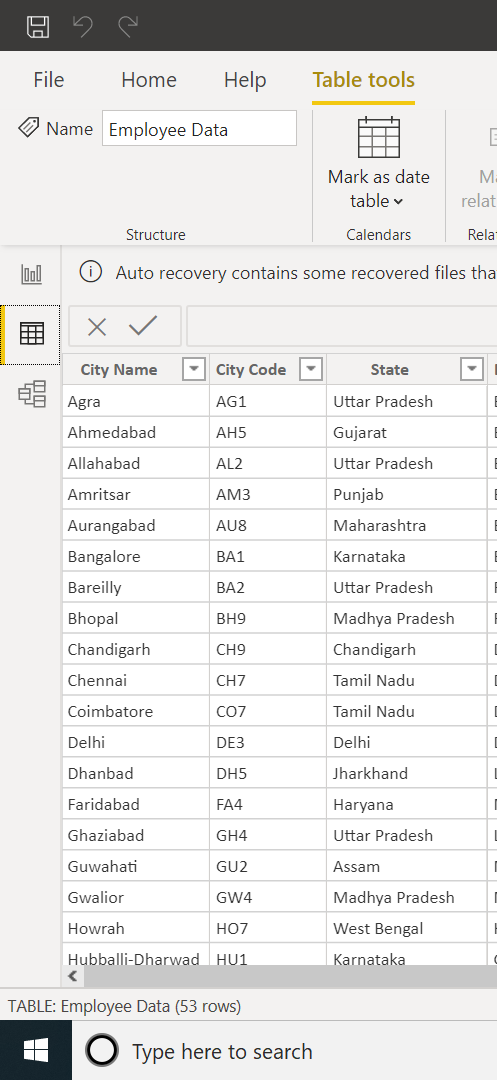 File Home Help Table tools
Name Employee Data
Mark as date
table
Structure Calendars
Auto recovery contains some recovered files
City Name City Code State
Agra AG1 Uttar Pradesh
Ahmedabad AH5 Gujarat
Allahabad AL2 Uttar Pradesh
Amritsar AM3 Punjab
Aurangabad AU8 Maharashtra
Bangalore BA1 Karnataka
Bareilly BA2 Uttar Pradesh
Bhopal BH9 Madhya Pradesh
Chandigarh CH9 Chandigarh
Chennai CH7 Tamil Nadu
Coimbatore CO7 Tamil Nadu
Delhi DE3 Delhi
Dhanbad DH5 Jharkhand
Faridabad FA4 Haryana
Ghaziabad GH4 Uttar Pradesh
Guwahati GU2 Assam
Gwalior GW4 Madhya Pradesh
Howrah HO7 West Bengal
Hubballi-Dharwad HU1 Karnataka
TABLE: Employee Data (53 rows)
Type here to search